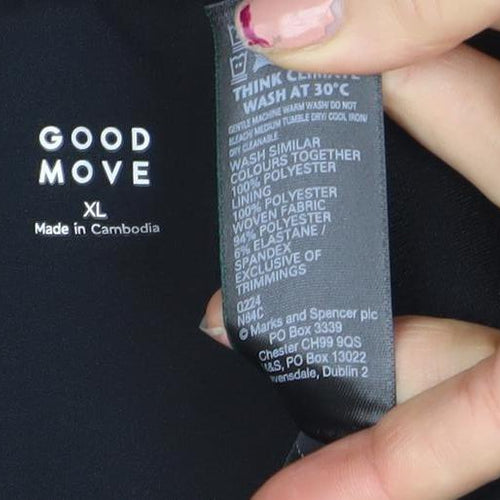 GOOD
MOVE
XL
Made in Cambodia
THINK CLIMATE
WASH AT 30°C
GENTLE MACHINE WARM WASH/ DO NOT
BLEACH/ MEDIUM TUMBLE DRY/ COOL IRON/
DRY CLEANABLE
WASH SIMILAR
COLOURS TOGETHER
100% POLYESTER
LINING
100% POLYESTER
WOVEN FABRIC
94% POLYESTER
6% ELASTANE /
SPANDEX
EXCLUSIVE OF
TRIMMINGS
0224
N84C
© Marks and Spencer plc
PO Box 3339
Chester CH99 9QS
M&S, PO Box 13022
vensdale, Dublin 2